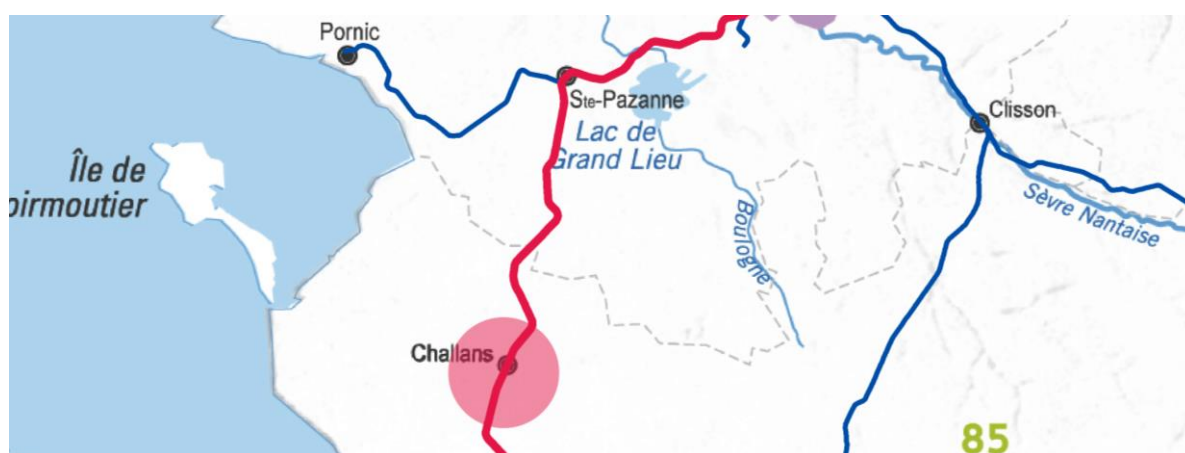 Pornic
Ste-Pazanne
Clisson
Lac de
Grand Lieu
Île de
oirmoutier
Boulogne
Sèvre Nantaise
Challans
85